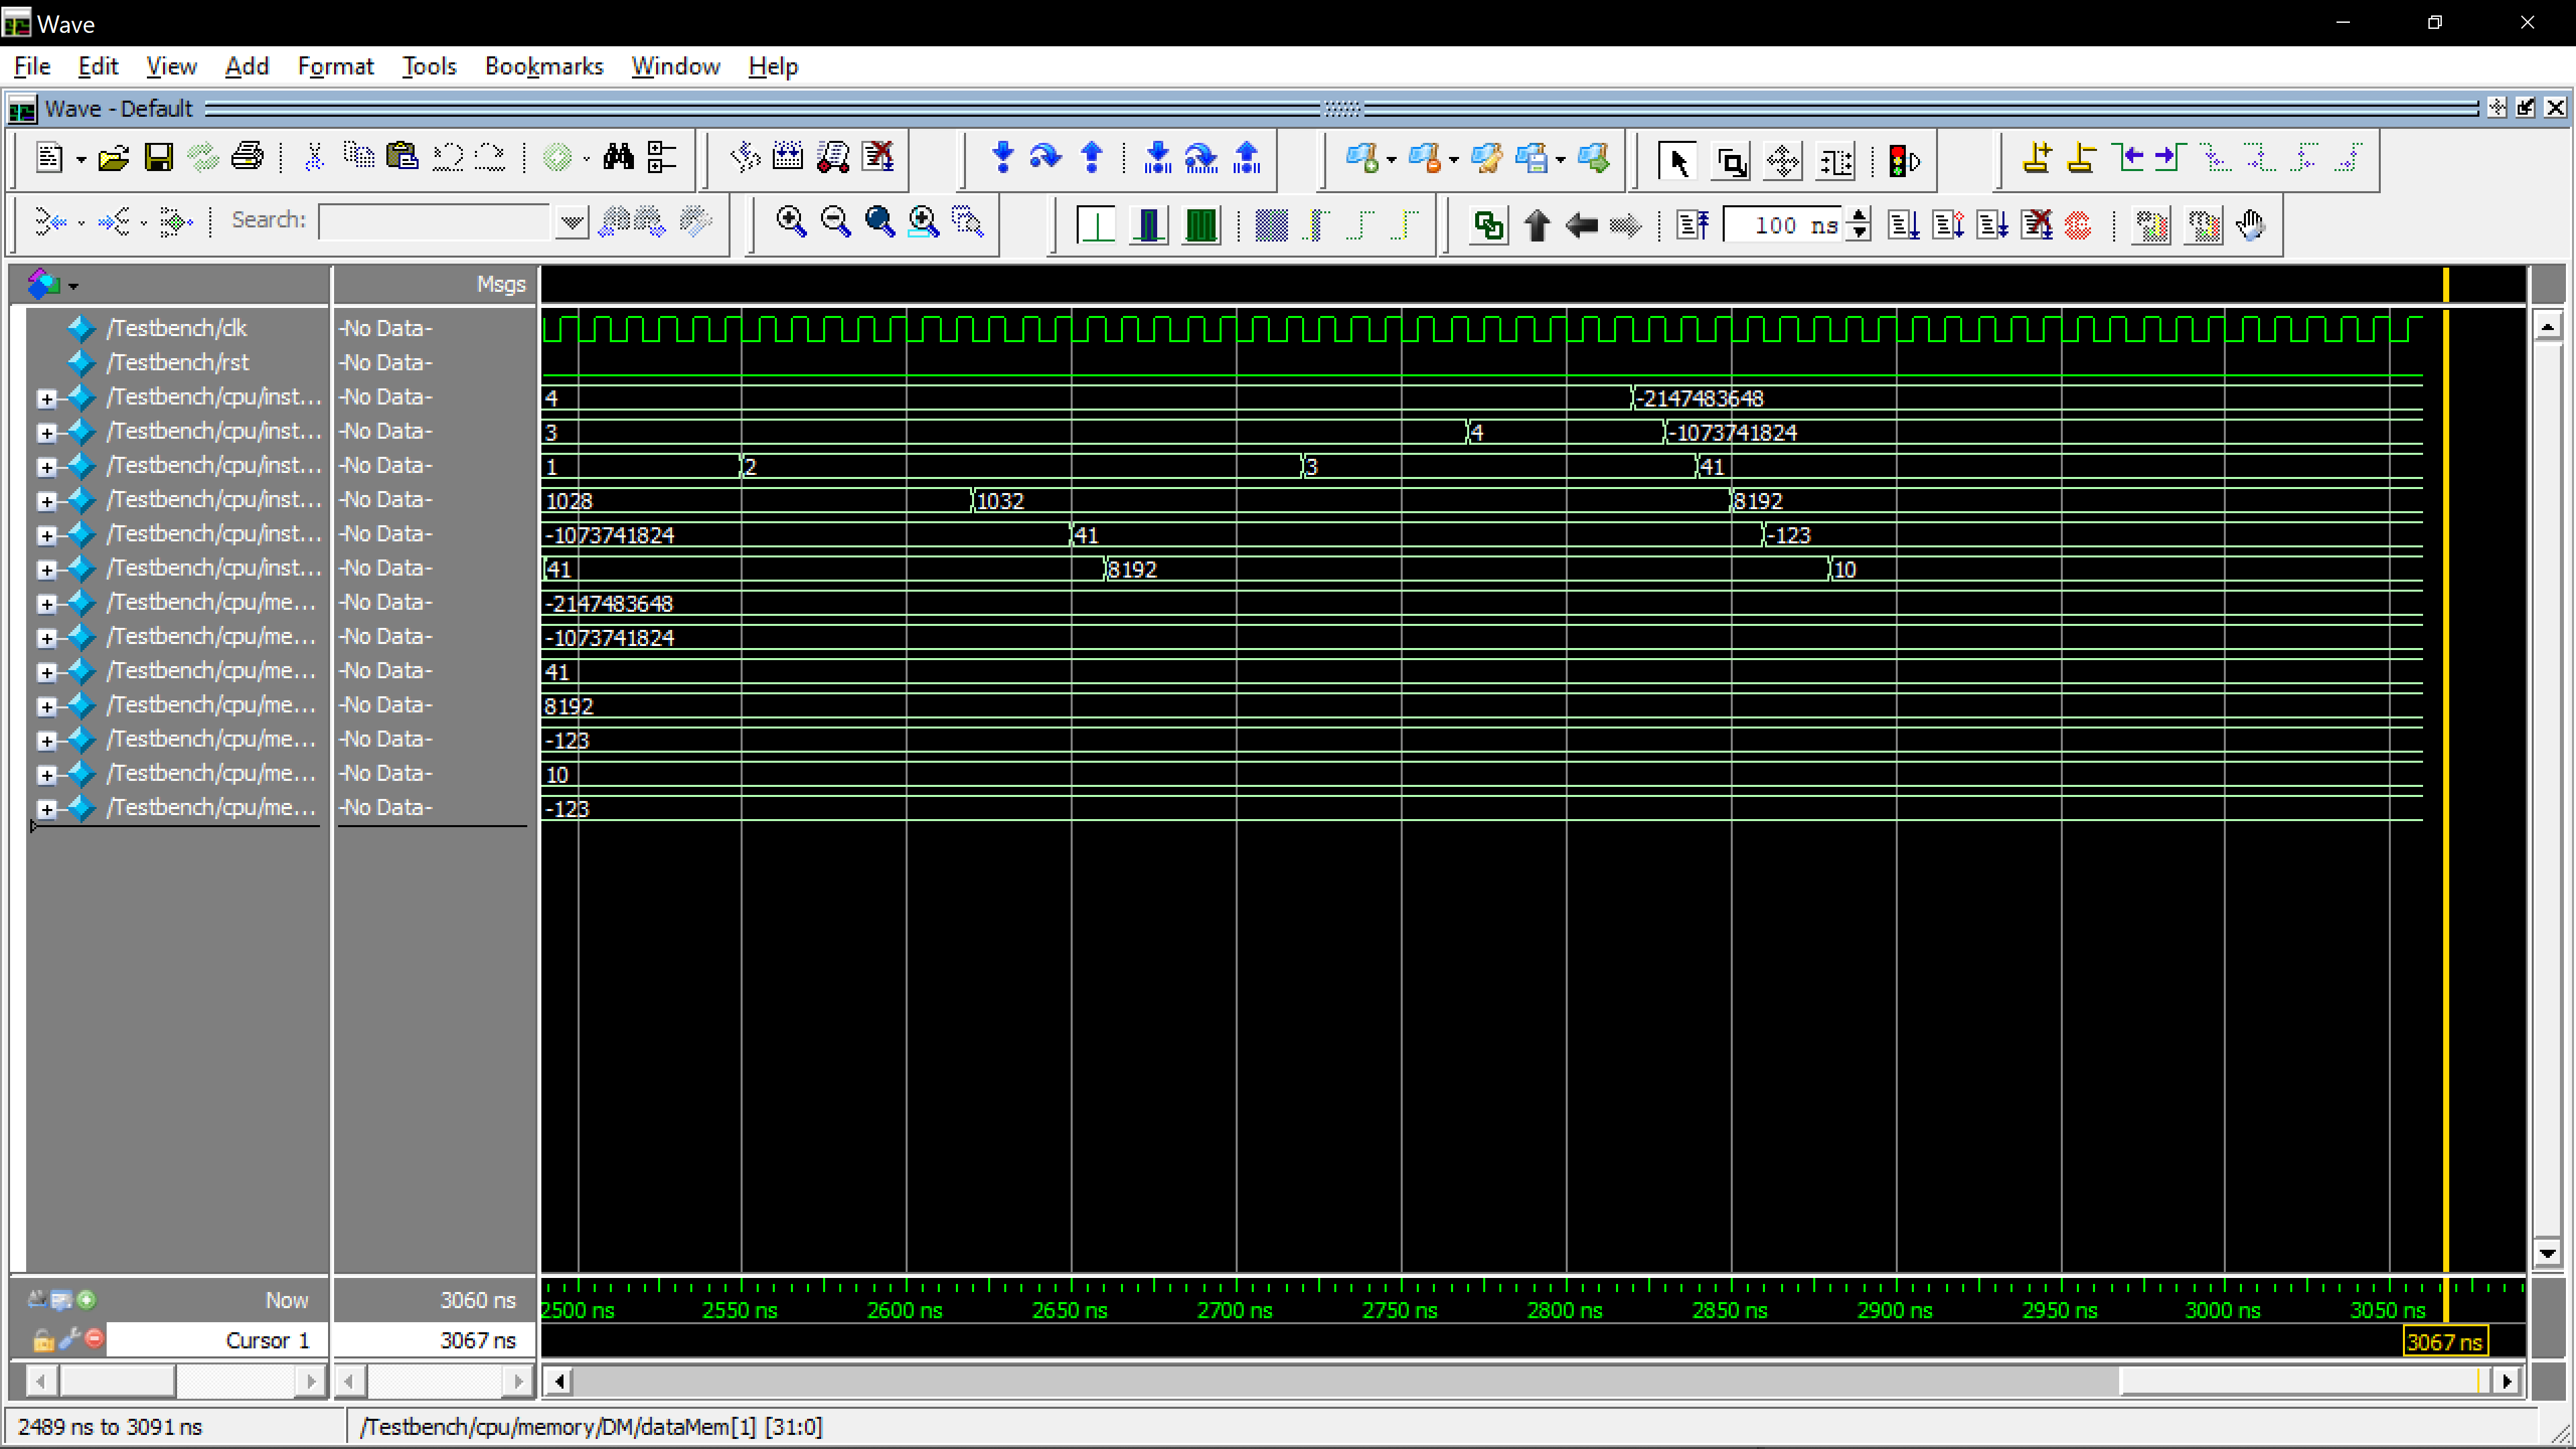 Wave
File Edit View Add Format Tools Bookmarks Window Help
Wave - Default
Search:
100 ns
Msgs
/Testbench/clk -No Data-
/Testbench/rst -No Data-
/Testbench/cpu/inst... -No Data- 4 -2147483648
/Testbench/cpu/inst... -No Data- 3 4 -1073741824
/Testbench/cpu/inst... -No Data- 1 2 3 41
/Testbench/cpu/inst... -No Data- 1028 1032 8192
/Testbench/cpu/inst... -No Data- -1073741824 41 -123
/Testbench/cpu/inst... -No Data- 41 8192 10
/Testbench/cpu/me... -No Data- -2147483648
/Testbench/cpu/me... -No Data- -1073741824
/Testbench/cpu/me... -No Data- 41
/Testbench/cpu/me... -No Data- 8192
/Testbench/cpu/me... -No Data- -123
/Testbench/cpu/me... -No Data- 10
/Testbench/cpu/me... -No Data- -123
Now 3060 ns 2500 ns 2550 ns 2600 ns 2650 ns 2700 ns 2750 ns 2800 ns 2850 ns 2900 ns 2950 ns 3000 ns 3050 ns
Cursor 1 3067 ns 3067 ns
2489 ns to 3091 ns /Testbench/cpu/memory/DM/dataMem[1] [31:0]